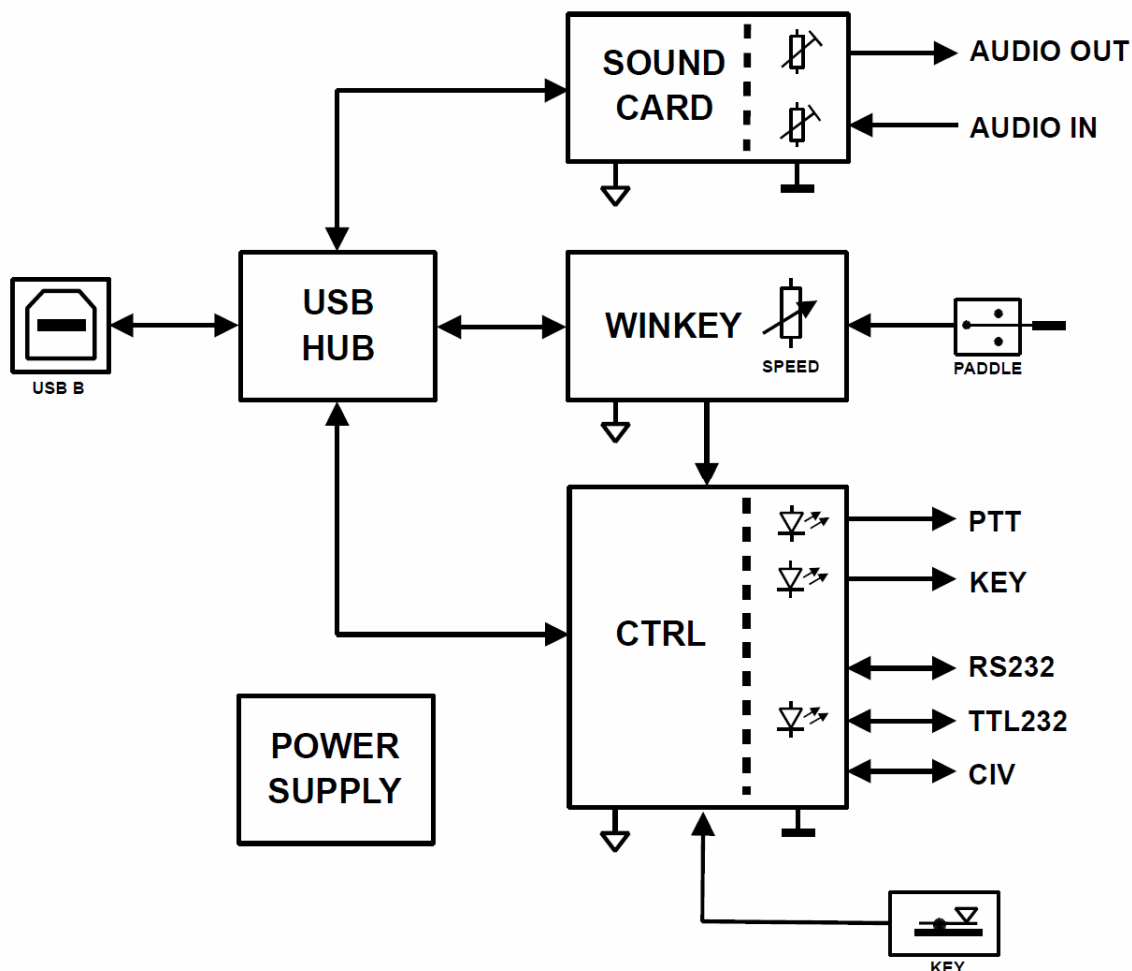 SOUND
CARD
AUDIO OUT
AUDIO IN
USB
HUB
WINKEY
SPEED
USB B
PADDLE
CTRL
PTT
KEY
RS232
TTL232
CIV
POWER
SUPPLY
KEY